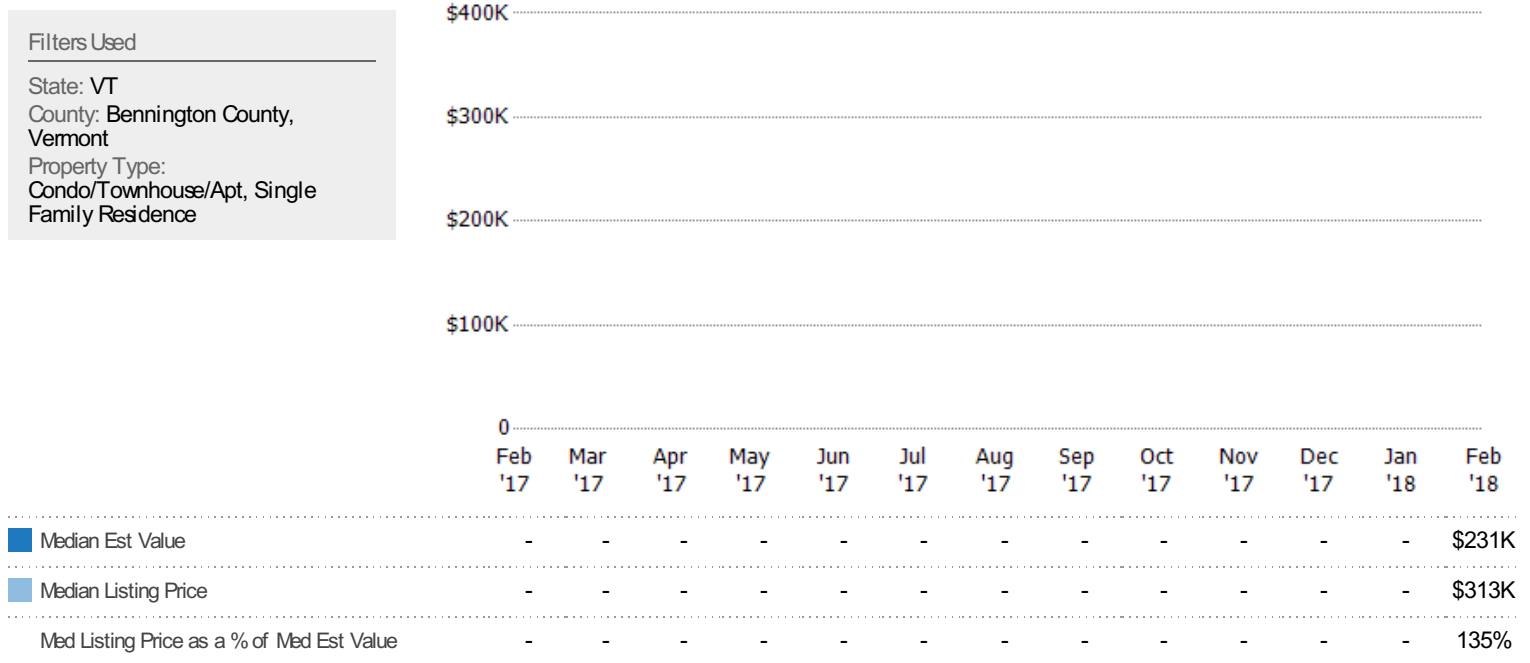 Filters Used
State: VT
County: Bennington County,
Vermont
Property Type:
Condo/Townhouse/Apt, Single
Family Residence
$400K
$300K
$200K
$100K
0
Feb Mar Apr May Jun Jul Aug Sep Oct Nov Dec Jan Feb
'17 '17 '17 '17 '17 '17 '17 '17 '17 '17 '17 '18 '18
Median Est Value - - - - - - - - - - - - $231K
Median Listing Price - - - - - - - - - - - - $313K
Med Listing Price as a % of Med Est Value - - - - - - - - - - - - 135%